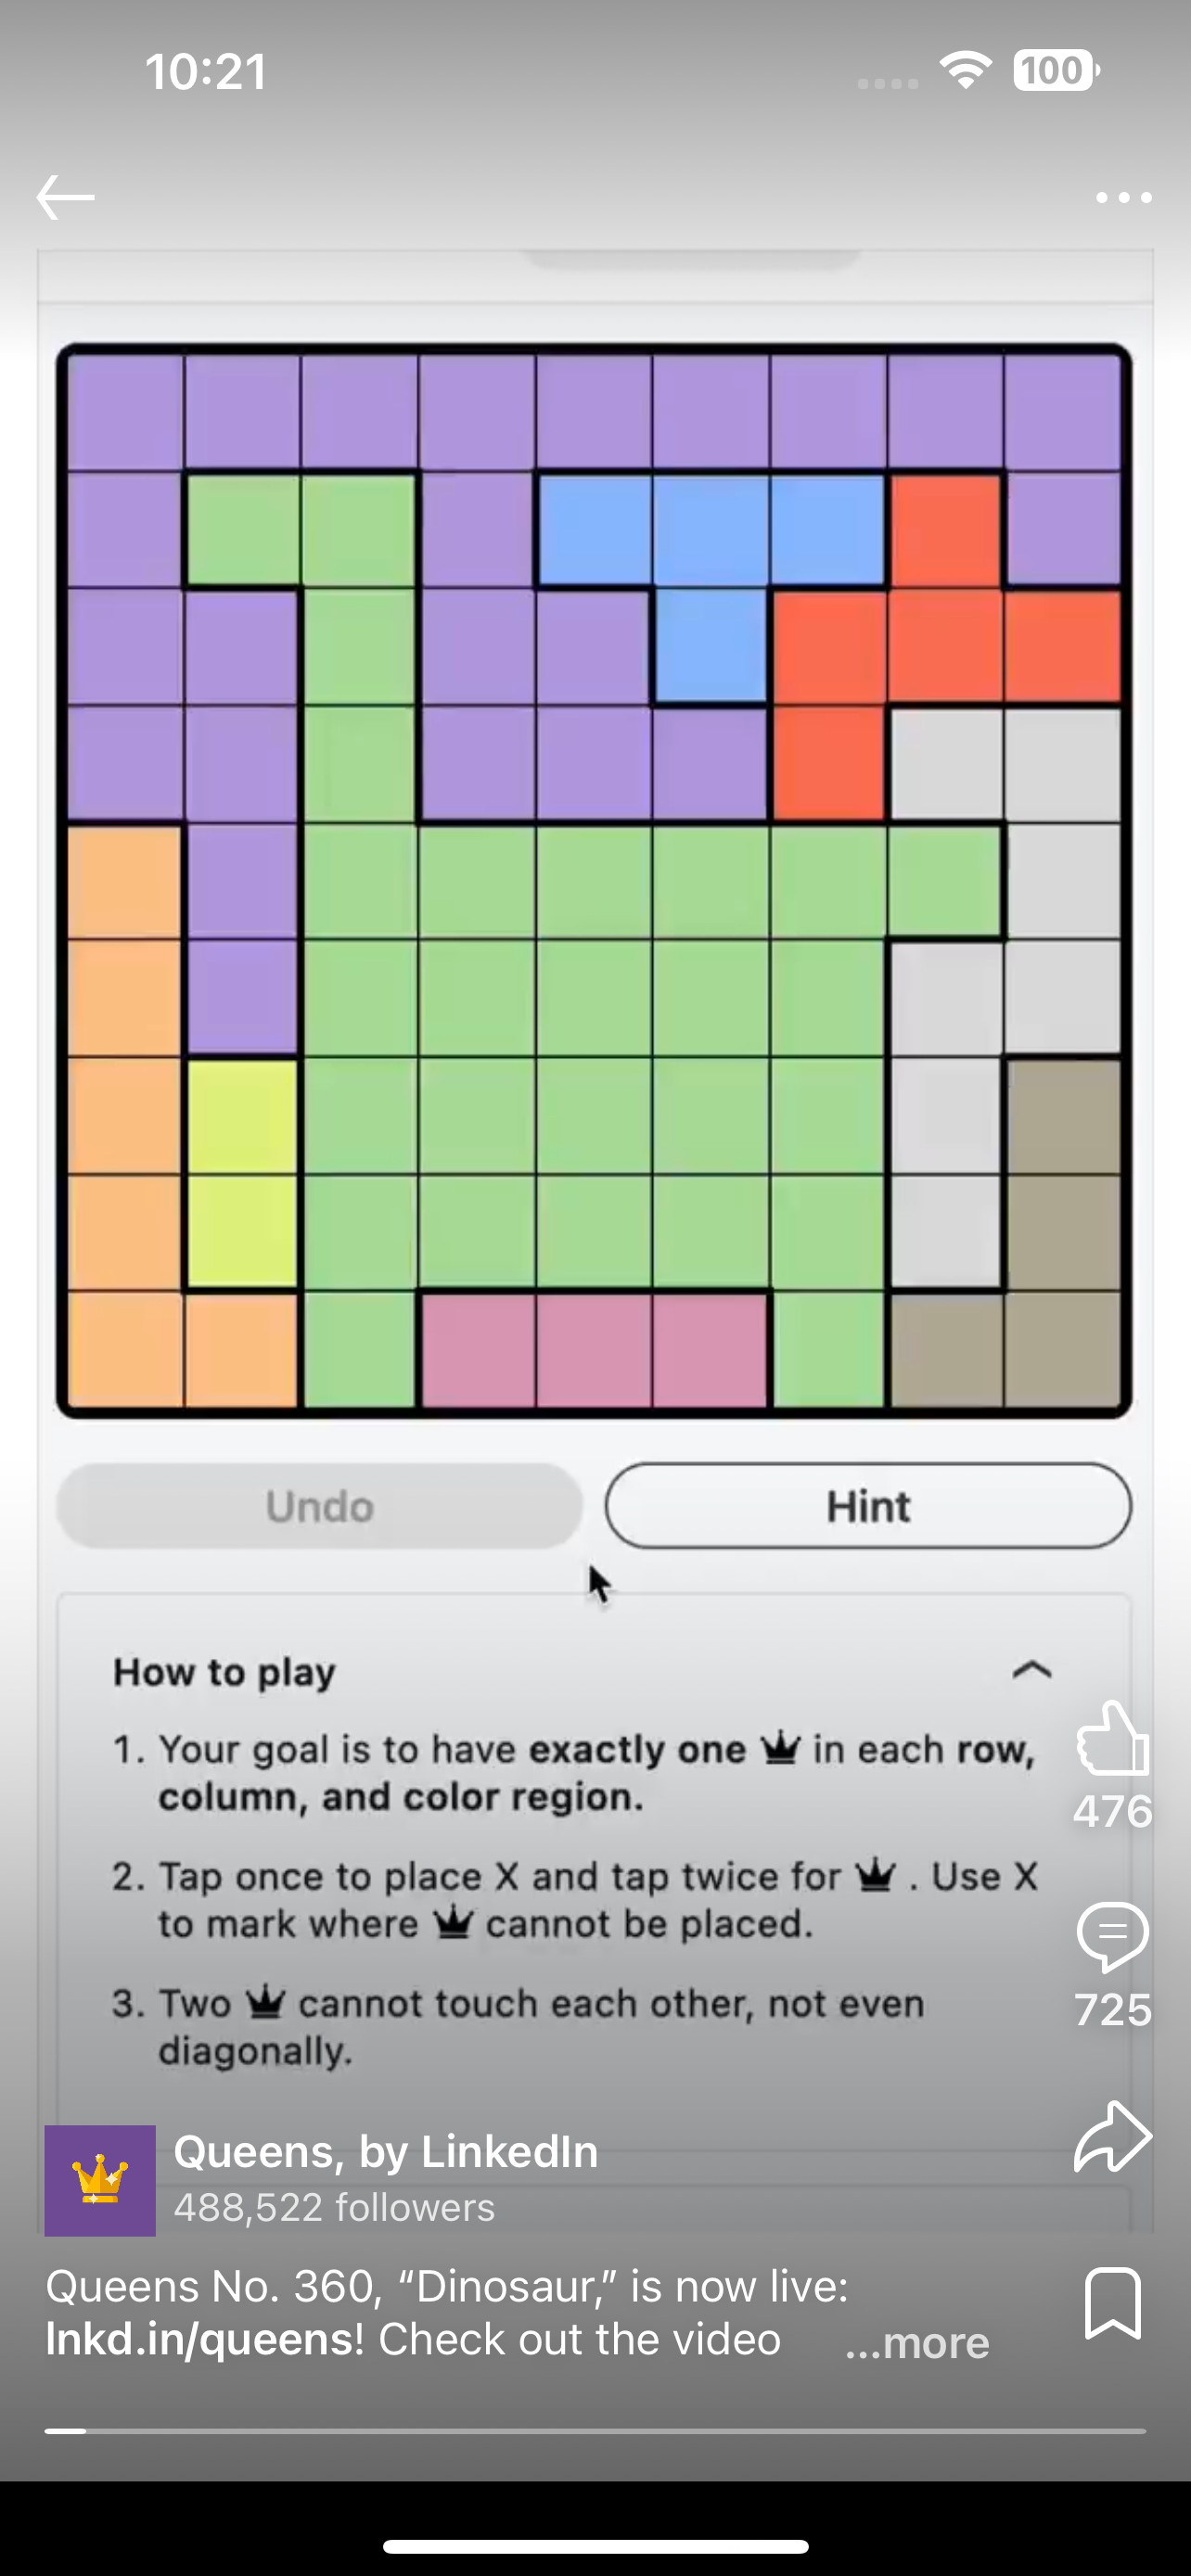 10:21
100
Undo
Hint
How to play
1. Your goal is to have exactly one in each row,
column, and color region.
2. Tap once to place X and tap twice for . Use X
to mark where cannot be placed.
3. Two cannot touch each other, not even
diagonally.
476
725
Queens, by LinkedIn
488,522 followers
Queens No. 360, “Dinosaur,” is now live:
lnkd.in/queens! Check out the video ...more